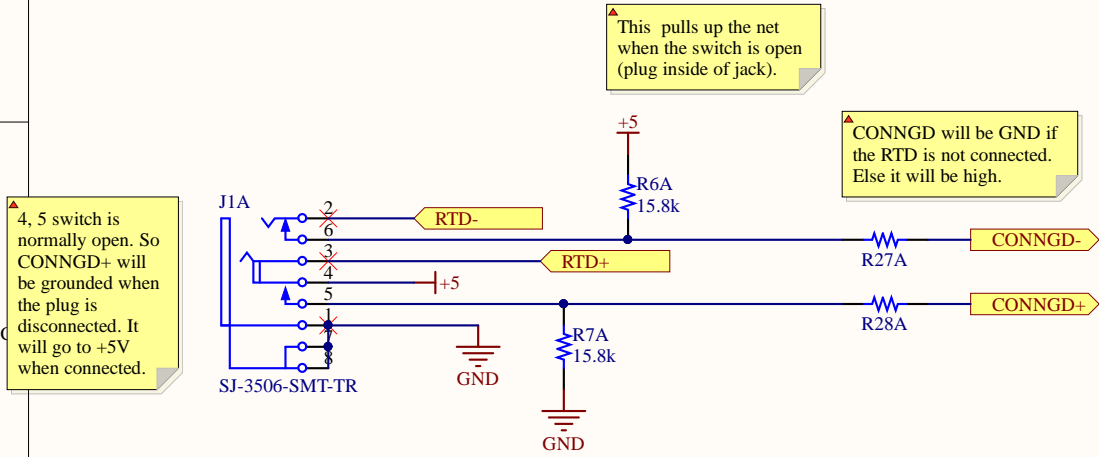 This  pulls up the net
when the switch is open
(plug inside of jack).
CONNGD will be GND if
the RTD is not connected.
Else it will be high.
4, 5 switch is
normally open. So
CONNGD+ will
be grounded when
the plug is
disconnected. It
will go to +5V
when connected.
+5
R6A
15.8k
J1A
2
RTD-
6
R27A
CONNGD-
3
RTD+
4
+5
5
R28A
CONNGD+
1
8
R7A
15.8k
GND
SJ-3506-SMT-TR
GND